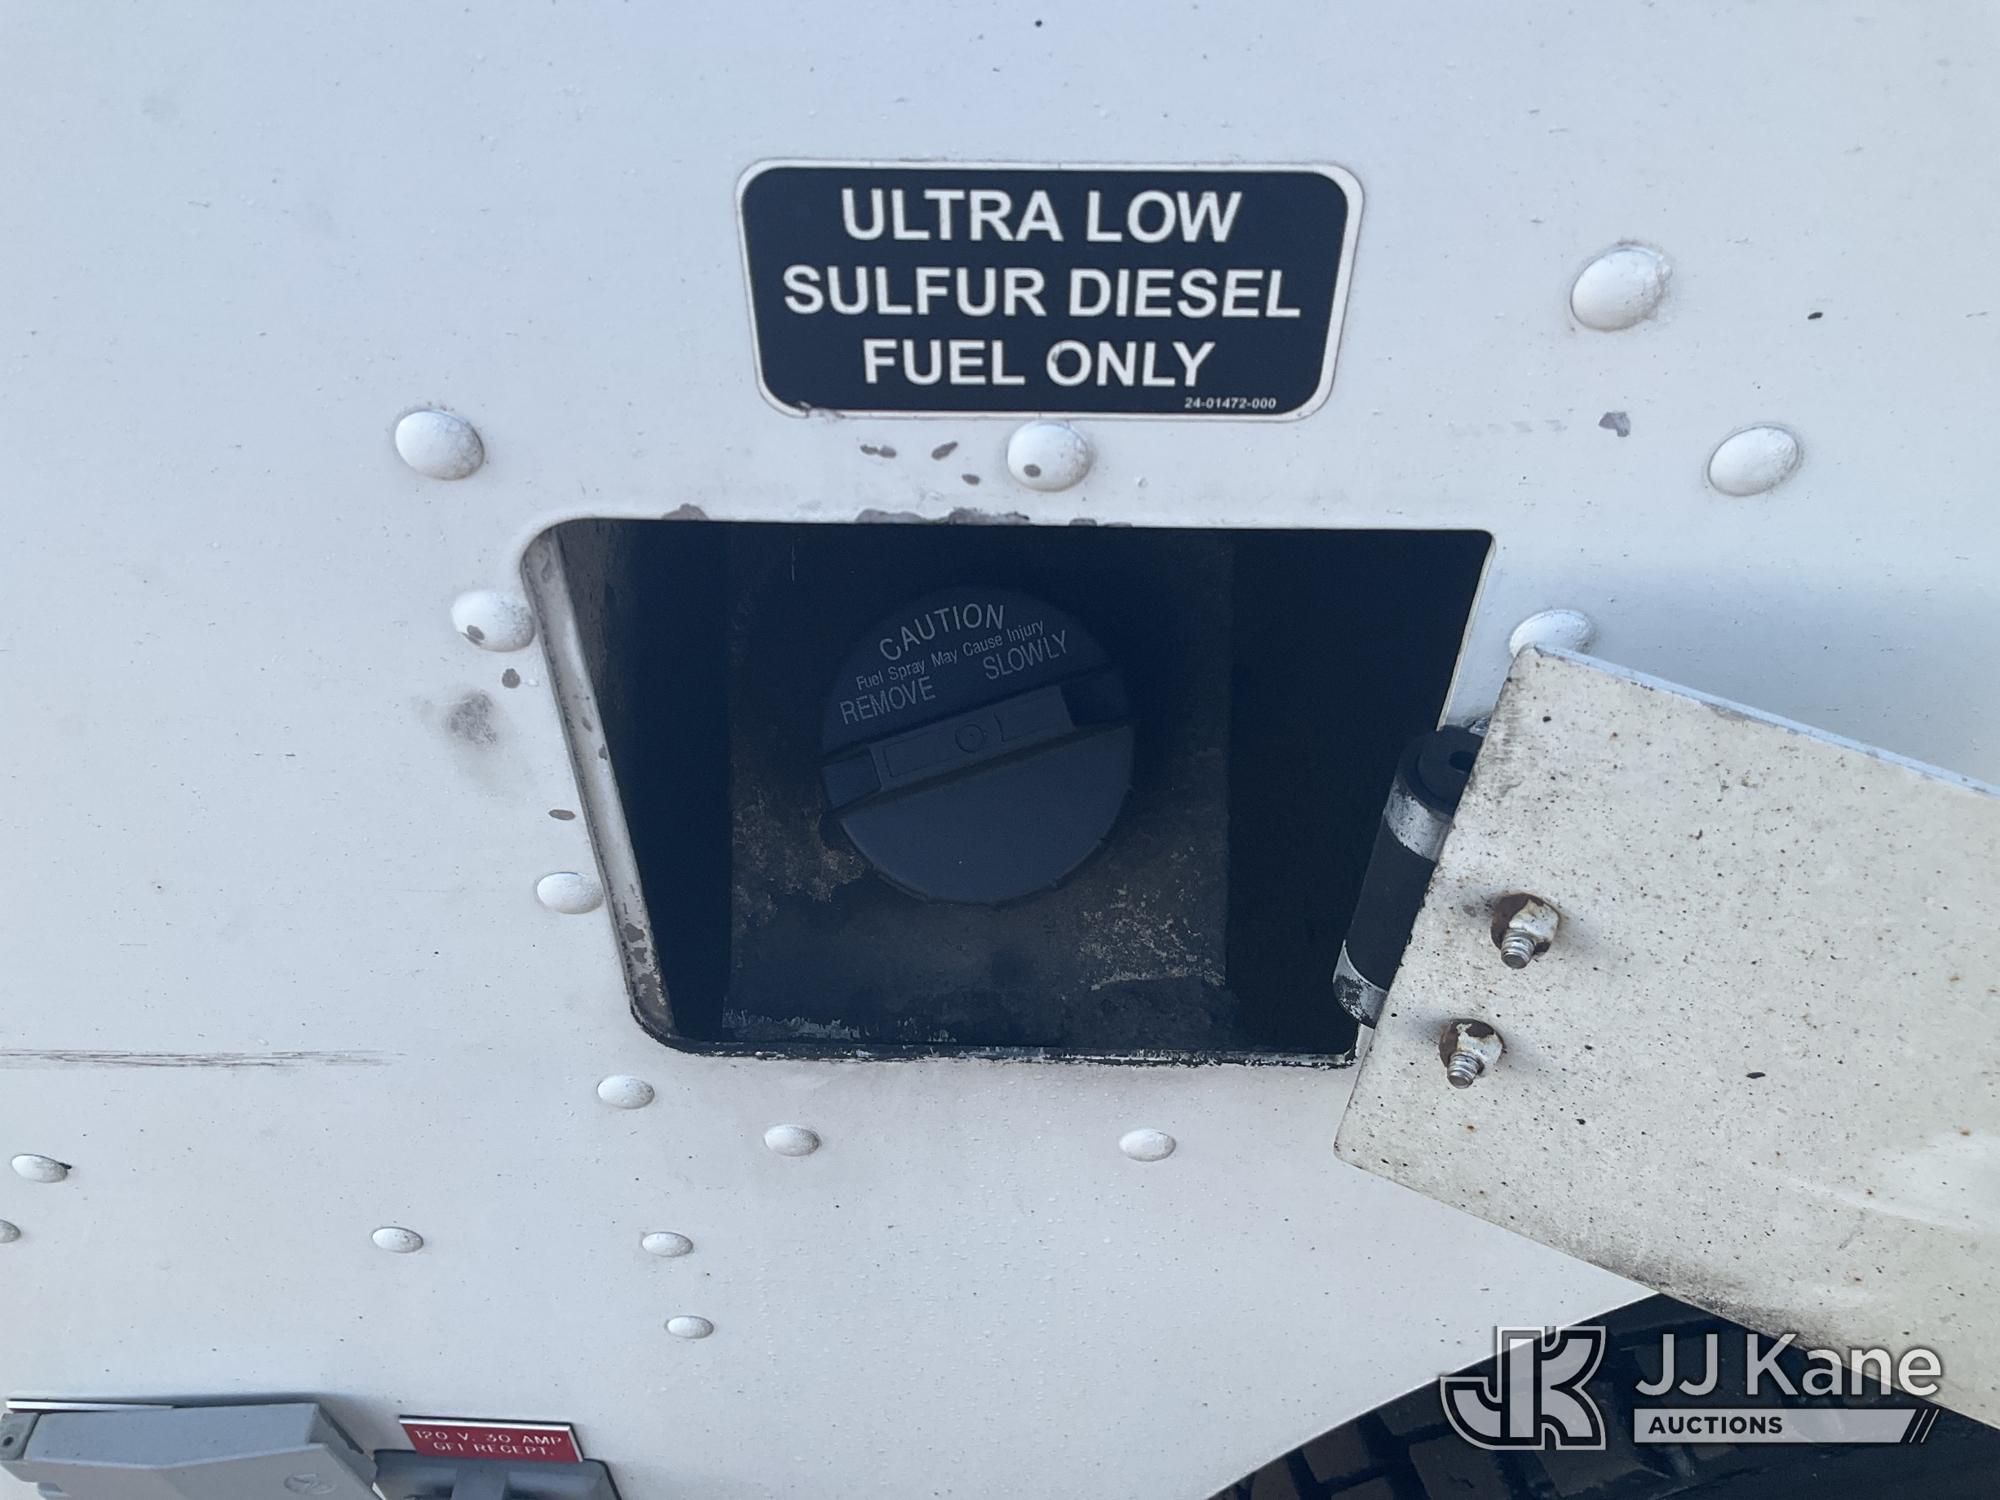 ULTRA LOW
SULFUR DIESEL
FUEL ONLY
24-01472-000
CAUTION
Fuel Spray May Cause Injury
REMOVE SLOWLY
120 V. 30 AMP
GFI RECEPT.
JK
JJ Kane
AUCTIONS